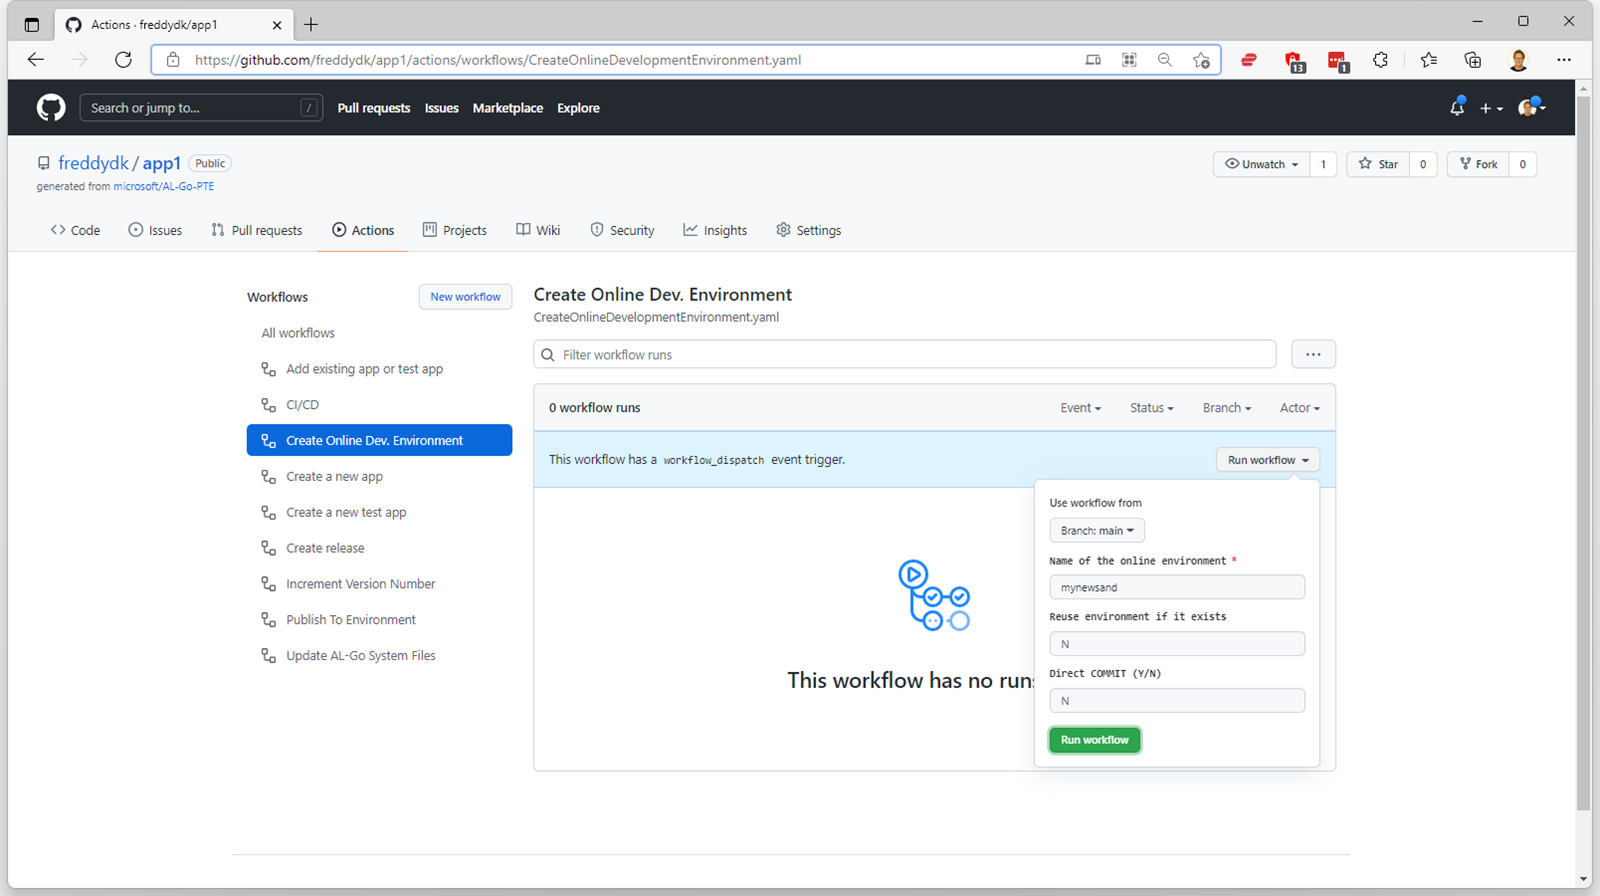 Actions · freddydk/app1
https://github.com/freddydk/app1/actions/workflows/CreateOnlineDevelopmentEnvironment.yaml
13
1
Search or jump to...
/
Pull requests
Issues
Marketplace
Explore
freddydk / app1
Public
generated from microsoft/AL-Go-PTE
Unwatch
1
Star
0
Fork
0
Code
Issues
Pull requests
Actions
Projects
Wiki
Security
Insights
Settings
Workflows
New workflow
All workflows
Add existing app or test app
CI/CD
Create Online Dev. Environment
Create a new app
Create a new test app
Create release
Increment Version Number
Publish To Environment
Update AL-Go System Files
Create Online Dev. Environment
CreateOnlineDevelopmentEnvironment.yaml
Filter workflow runs
0 workflow runs
Event
Status
Branch
Actor
This workflow has a workflow_dispatch event trigger.
Run workflow
Use workflow from
Branch: main
Name of the online environment *
mynewsand
Reuse environment if it exists
N
Direct COMMIT (Y/N)
N
Run workflow
This workflow has no run